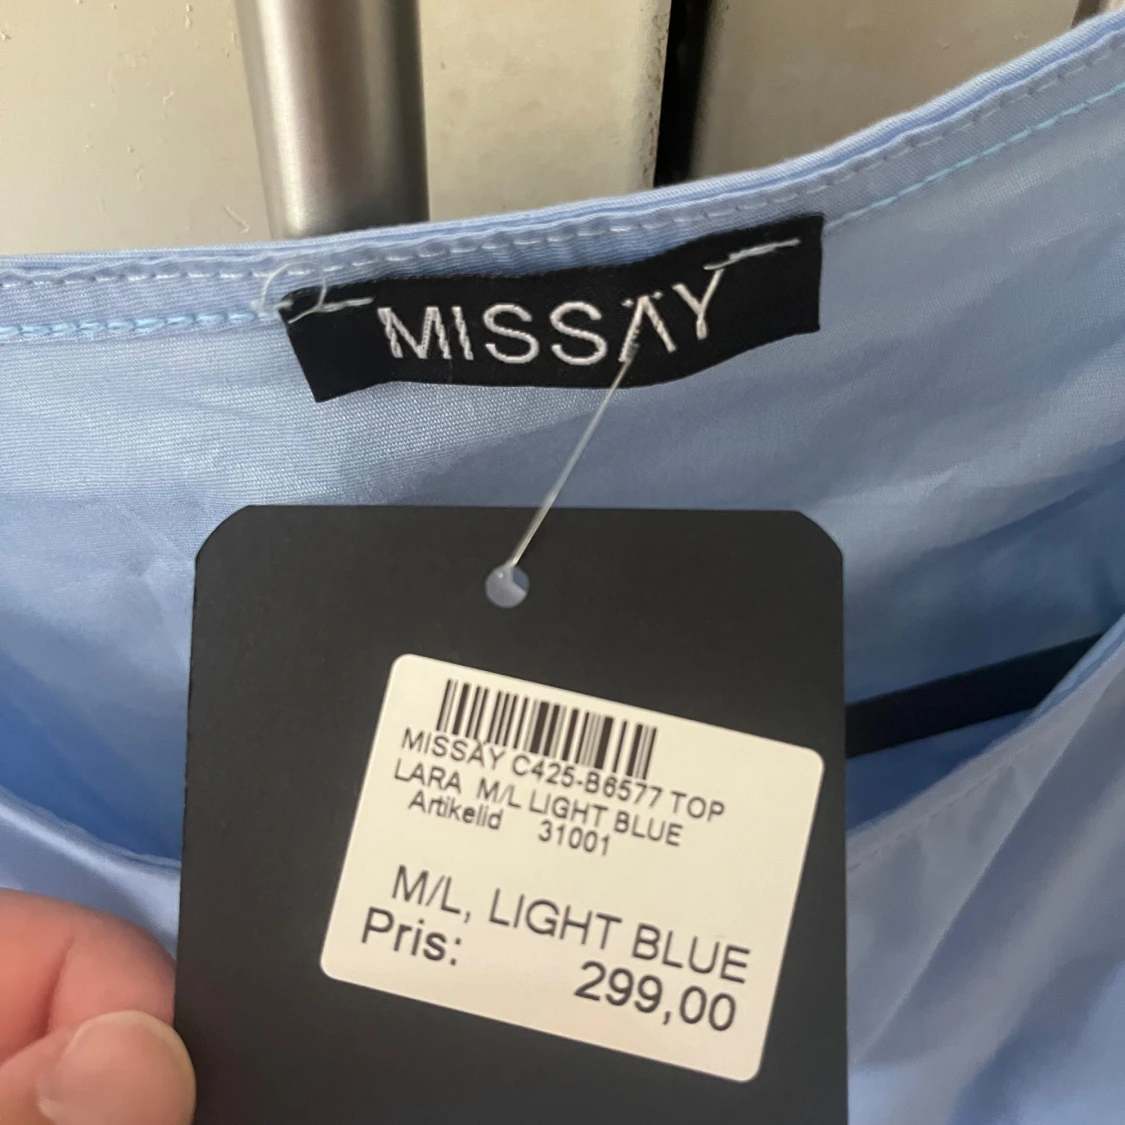 MISSAY
MISSAY C425-B6577 TOP
LARA M/L LIGHT BLUE
Artikelid 31001
M/L, LIGHT BLUE
Pris: 299,00